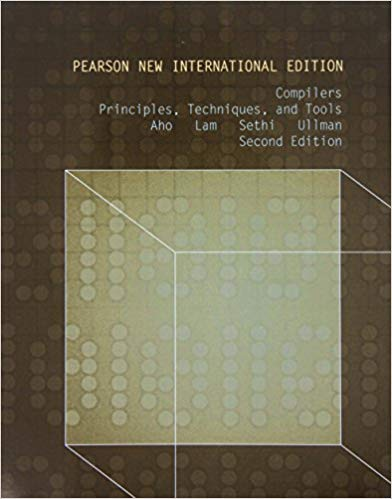 PEARSON NEW INTERNATIONAL EDITION
Compilers
Principles, Techniques, and Tools
Aho Lam Sethi Ullman
Second Edition